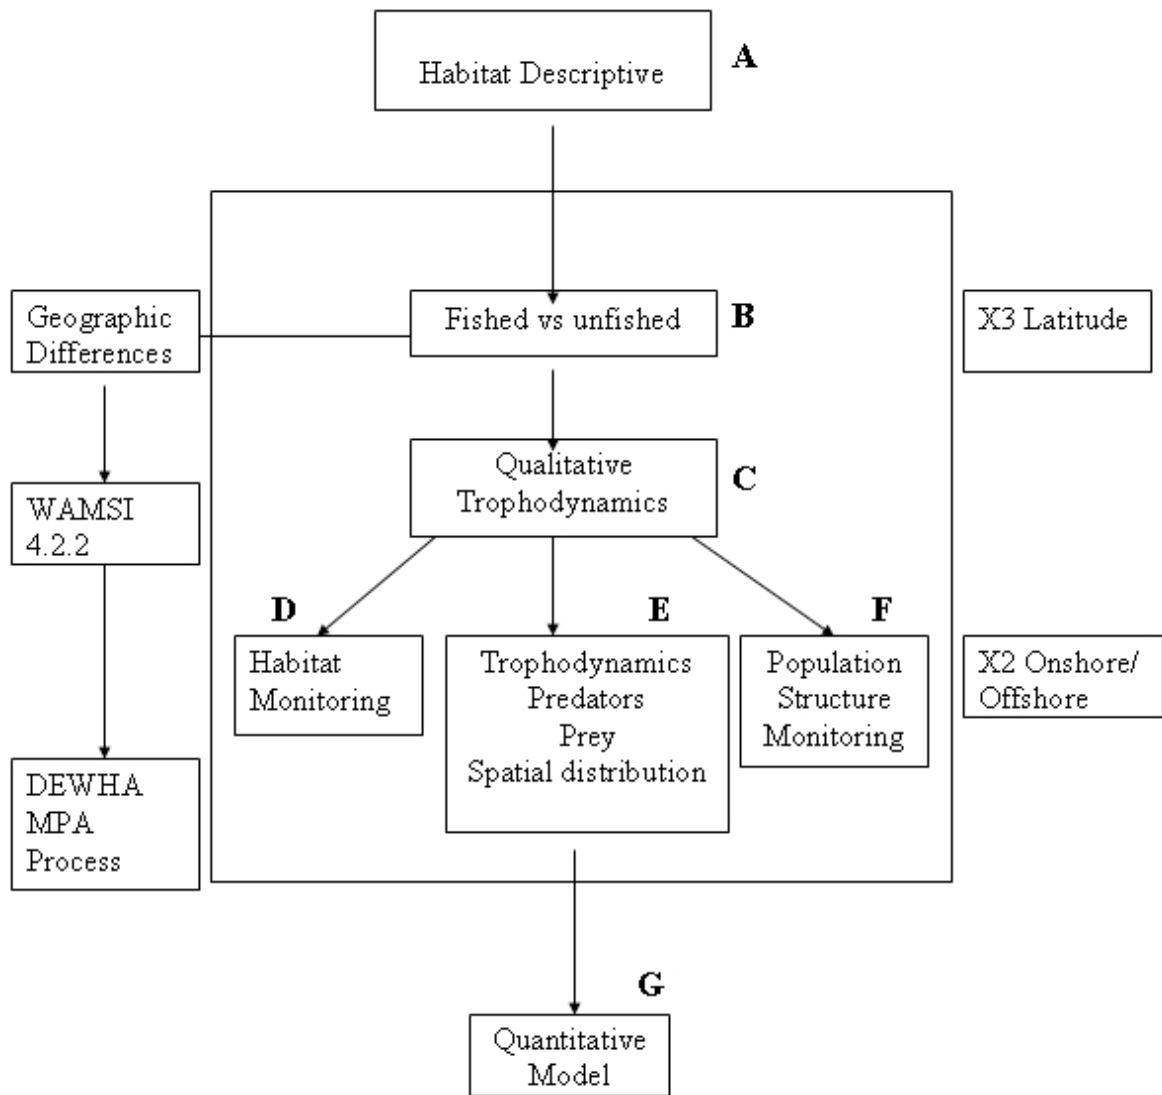 Habitat Descriptive
A
Geographic
Differences
Fished vs unfished
B
X3 Latitude
Qualitative
Trophodynamics
C
WAMSI
4.2.2
D
Habitat
Monitoring
E
Trophodynamics
Predators
Prey
Spatial distribution
F
Population
Structure
Monitoring
X2 Onshore/
Offshore
DEWHA
MPA
Process
G
Quantitative
Model